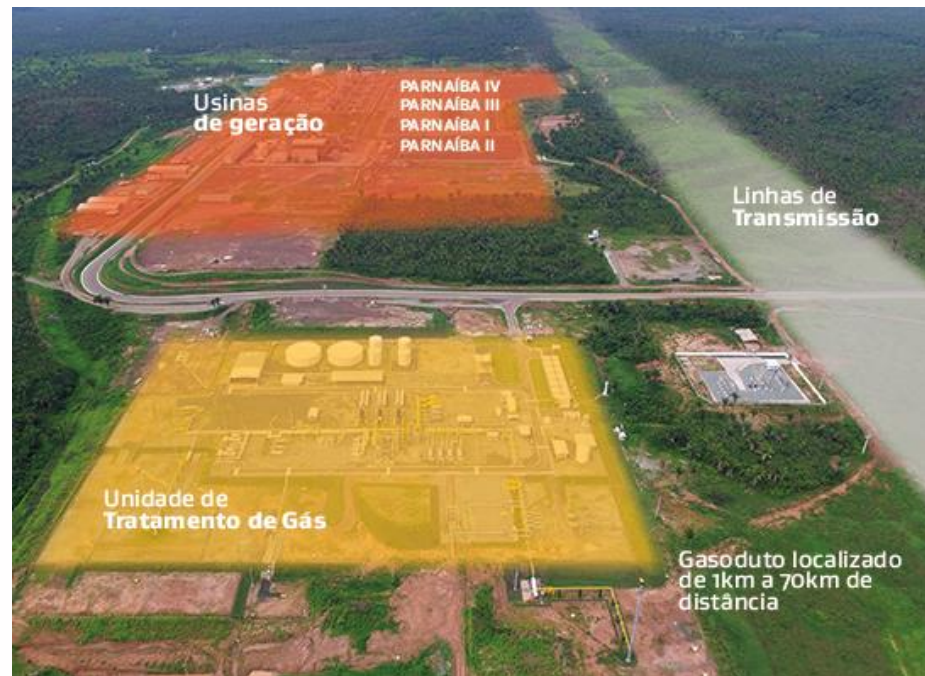 Usinas
de geração
PARNAÍBA IV
PARNAÍBA III
PARNAÍBA I
PARNAÍBA II
Linhas de
Transmissão
Unidade de
Tratamento de Gás
Gasoduto localizado
de 1km a 70km de
distância